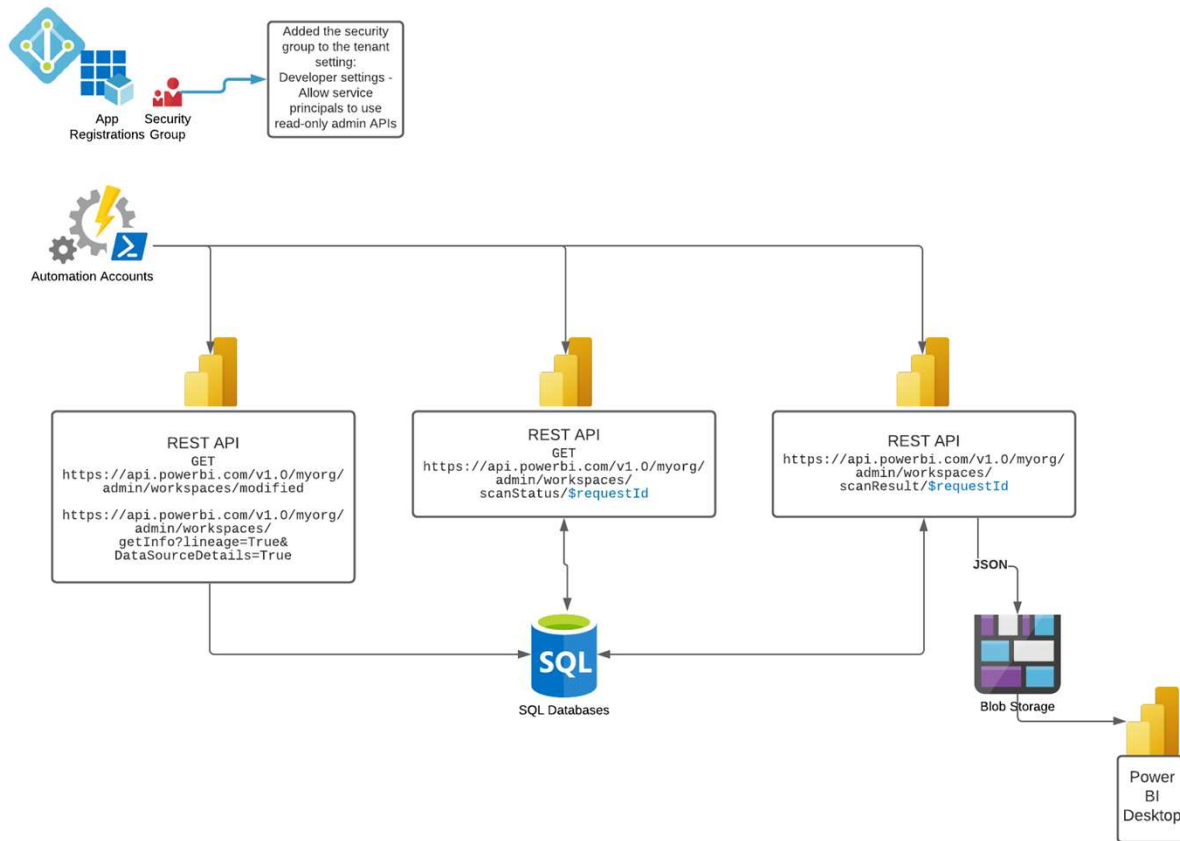 Added the security
group to the tenant
setting:
Developer settings -
Allow service
principals to use
read-only admin APIs
App
Registrations
Security
Group
Automation Accounts
REST API
GET
https://api.powerbi.com/v1.0/myorg/
admin/workspaces/modified
https://api.powerbi.com/v1.0/myorg/
admin/workspaces/
getInfo?lineage=True&
DataSourceDetails=True
REST API
GET
https://api.powerbi.com/v1.0/myorg/
admin/workspaces/
scanStatus/$requestId
REST API
https://api.powerbi.com/v1.0/myorg/
admin/workspaces/
scanResult/$requestId
JSON
SQL
SQL Databases
Blob Storage
Power
BI
Desktop